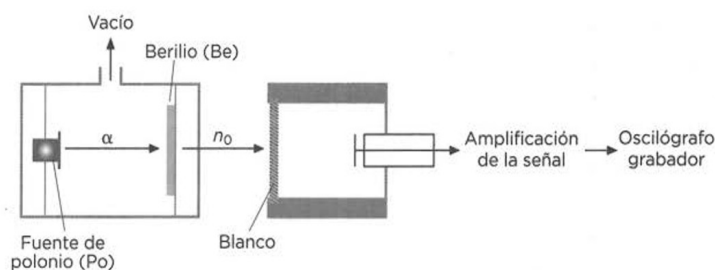 Vacío
Berilio (Be)
α
n₀
Amplificación
de la señal
Oscilógrafo
grabador
Fuente de
polonio (Po)
Blanco